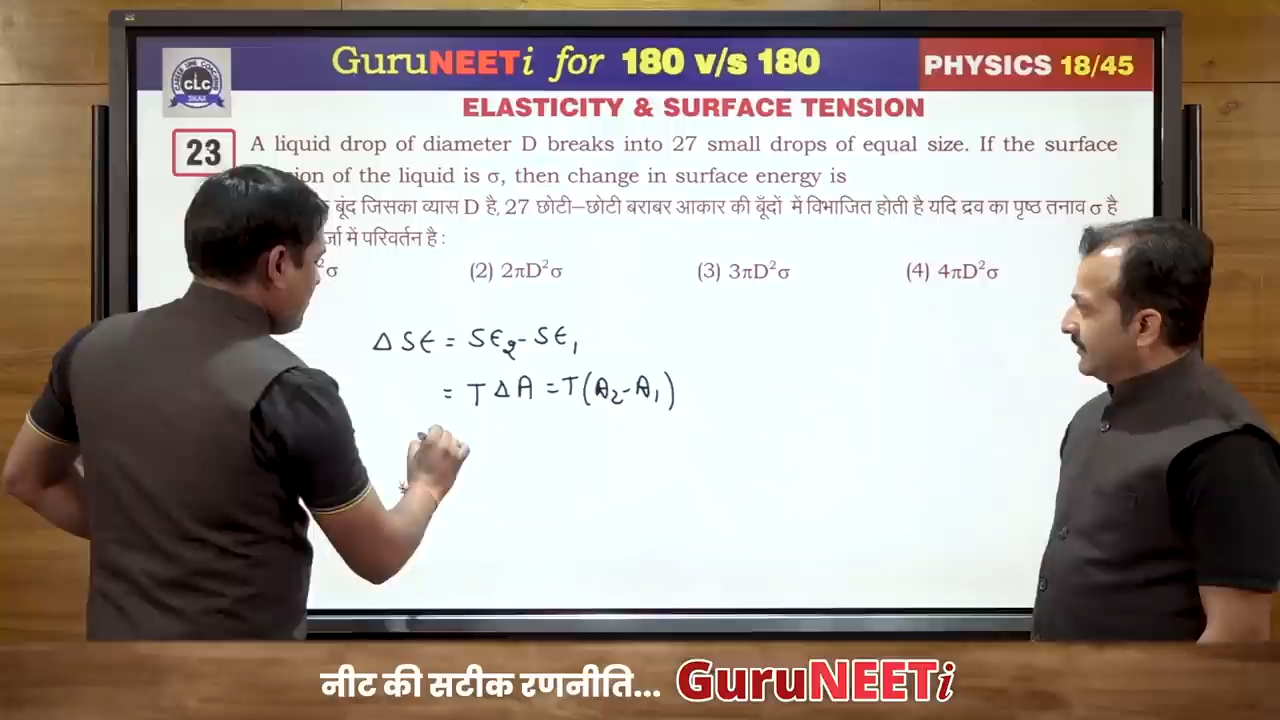 GuruNEETi for 180 v/s 180
PHYSICS 18/45
CLC
SIKAR
ELASTICITY & SURFACE TENSION
23
A liquid drop of diameter D breaks into 27 small drops of equal size. If the surface
of the liquid is σ, then change in surface energy is
बूंद जिसका व्यास D है, 27 छोटी–छोटी बराबर आकार की बूँदों में विभाजित होती है यदि द्रव का पृष्ठ तनाव σ है
में परिवर्तन है :
²σ
(2) 2πD²σ
(3) 3πD²σ
(4) 4πD²σ
Δ SE = SE₂ - SE₁
= T Δ A = T(A₂ - A₁)
नीट की सटीक रणनीति... GuruNEETi